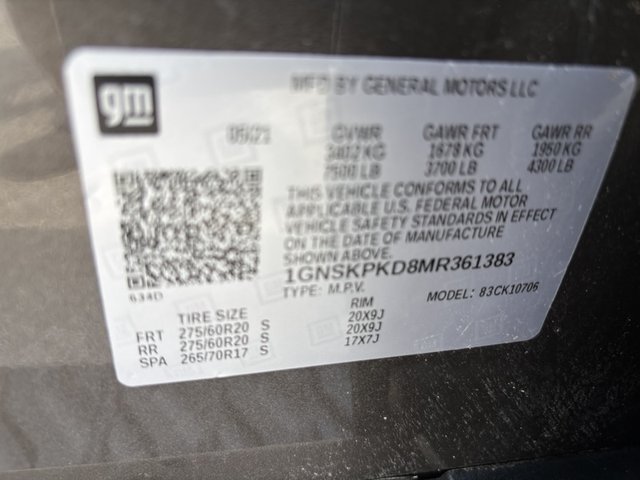 gm
MFD BY GENERAL MOTORS LLC
05/21 GVWR GAWR FRT GAWR RR
3402 KG 1678 KG 1950 KG
7500 LB 3700 LB 4300 LB
THIS VEHICLE CONFORMS TO ALL
APPLICABLE U.S. FEDERAL MOTOR
VEHICLE SAFETY STANDARDS IN EFFECT
ON THE DATE OF MANUFACTURE
SHOWN ABOVE.
1GNSKPKD8MR361383
634D TYPE: M.P.V. MODEL: 83CK10706
TIRE SIZE RIM
FRT 275/60R20 S 20X9J
RR 275/60R20 S 20X9J
SPA 265/70R17 S 17X7J